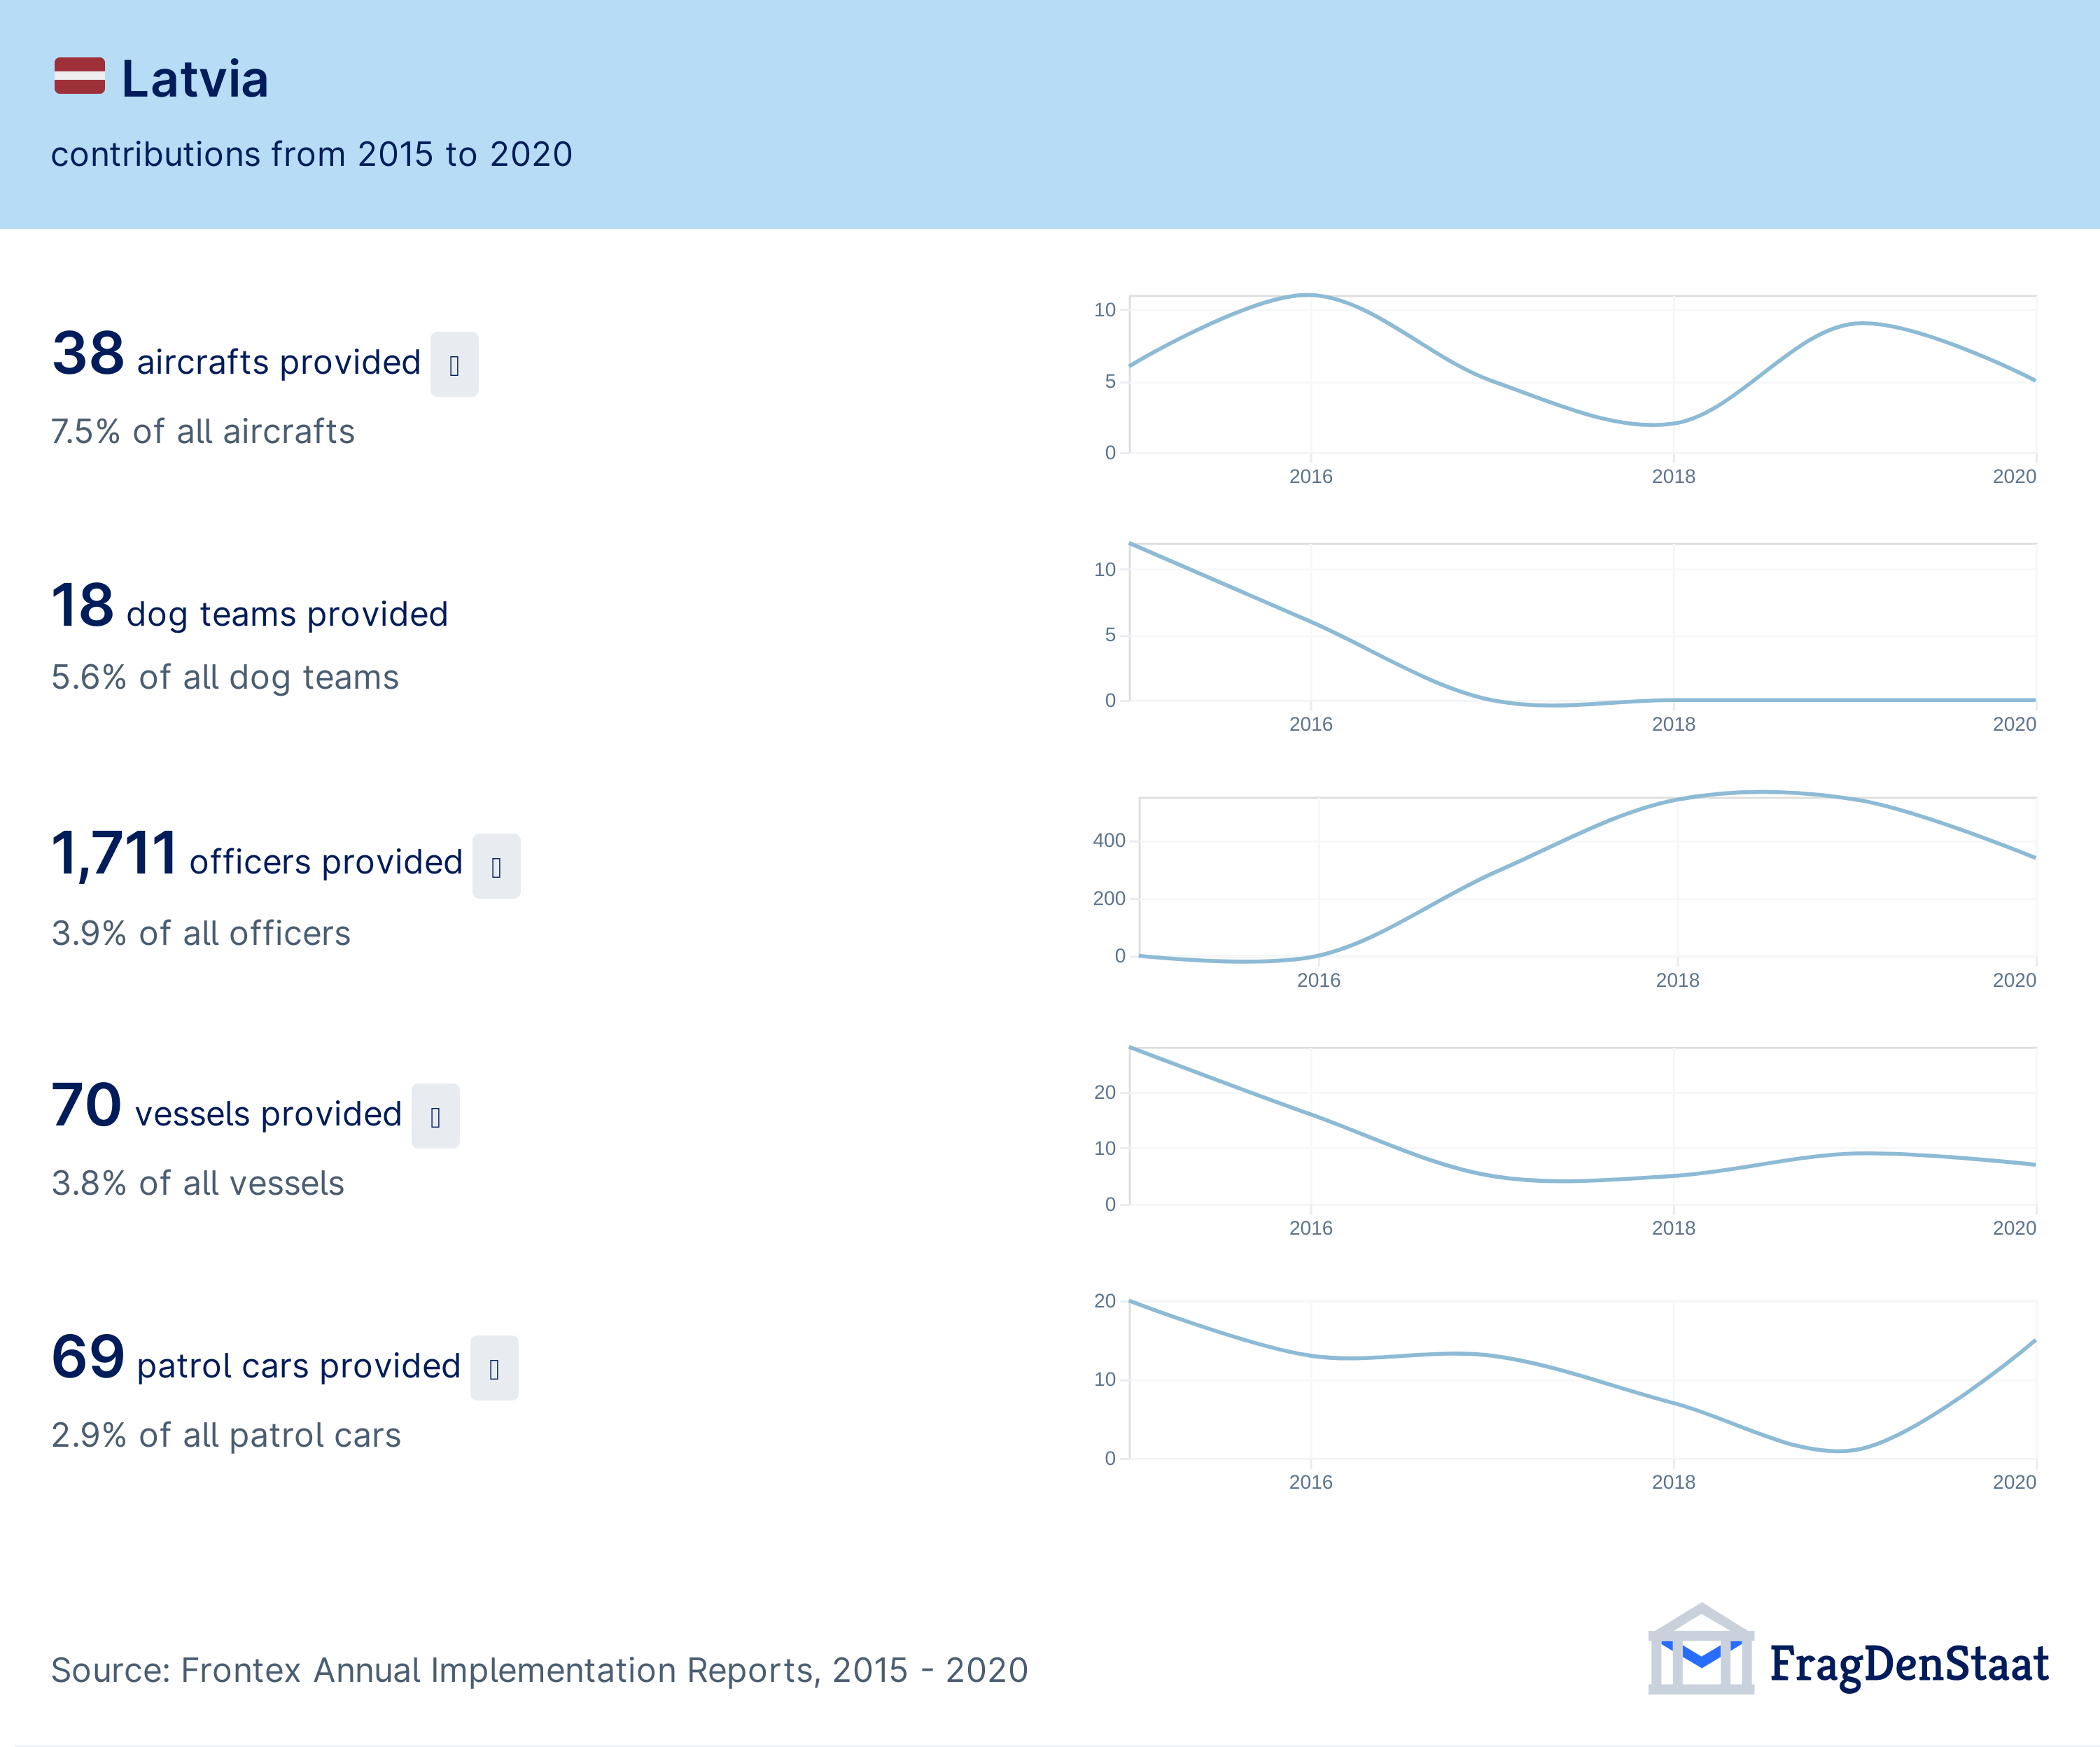 Latvia
contributions from 2015 to 2020
38 aircrafts provided
7.5% of all aircrafts
10
5
0
2016 2018 2020
18 dog teams provided
5.6% of all dog teams
10
5
0
2016 2018 2020
1,711 officers provided
3.9% of all officers
400
200
0
2016 2018 2020
70 vessels provided
3.8% of all vessels
20
10
0
2016 2018 2020
69 patrol cars provided
2.9% of all patrol cars
20
10
0
2016 2018 2020
Source: Frontex Annual Implementation Reports, 2015 - 2020
FragDenStaat